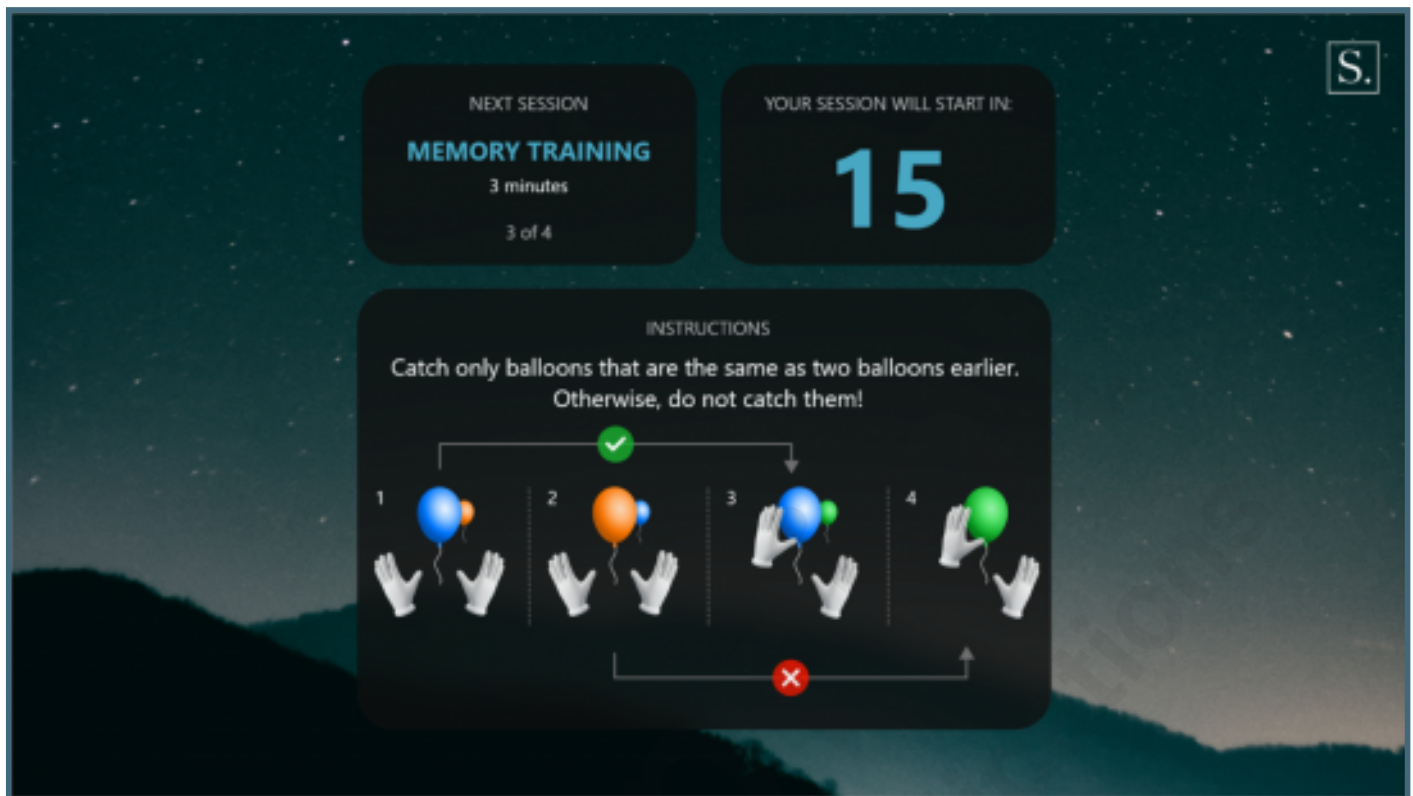 S.
NEXT SESSION
MEMORY TRAINING
3 minutes
3 of 4
YOUR SESSION WILL START IN:
15
INSTRUCTIONS
Catch only balloons that are the same as two balloons earlier.
Otherwise, do not catch them!
1
2
3
4